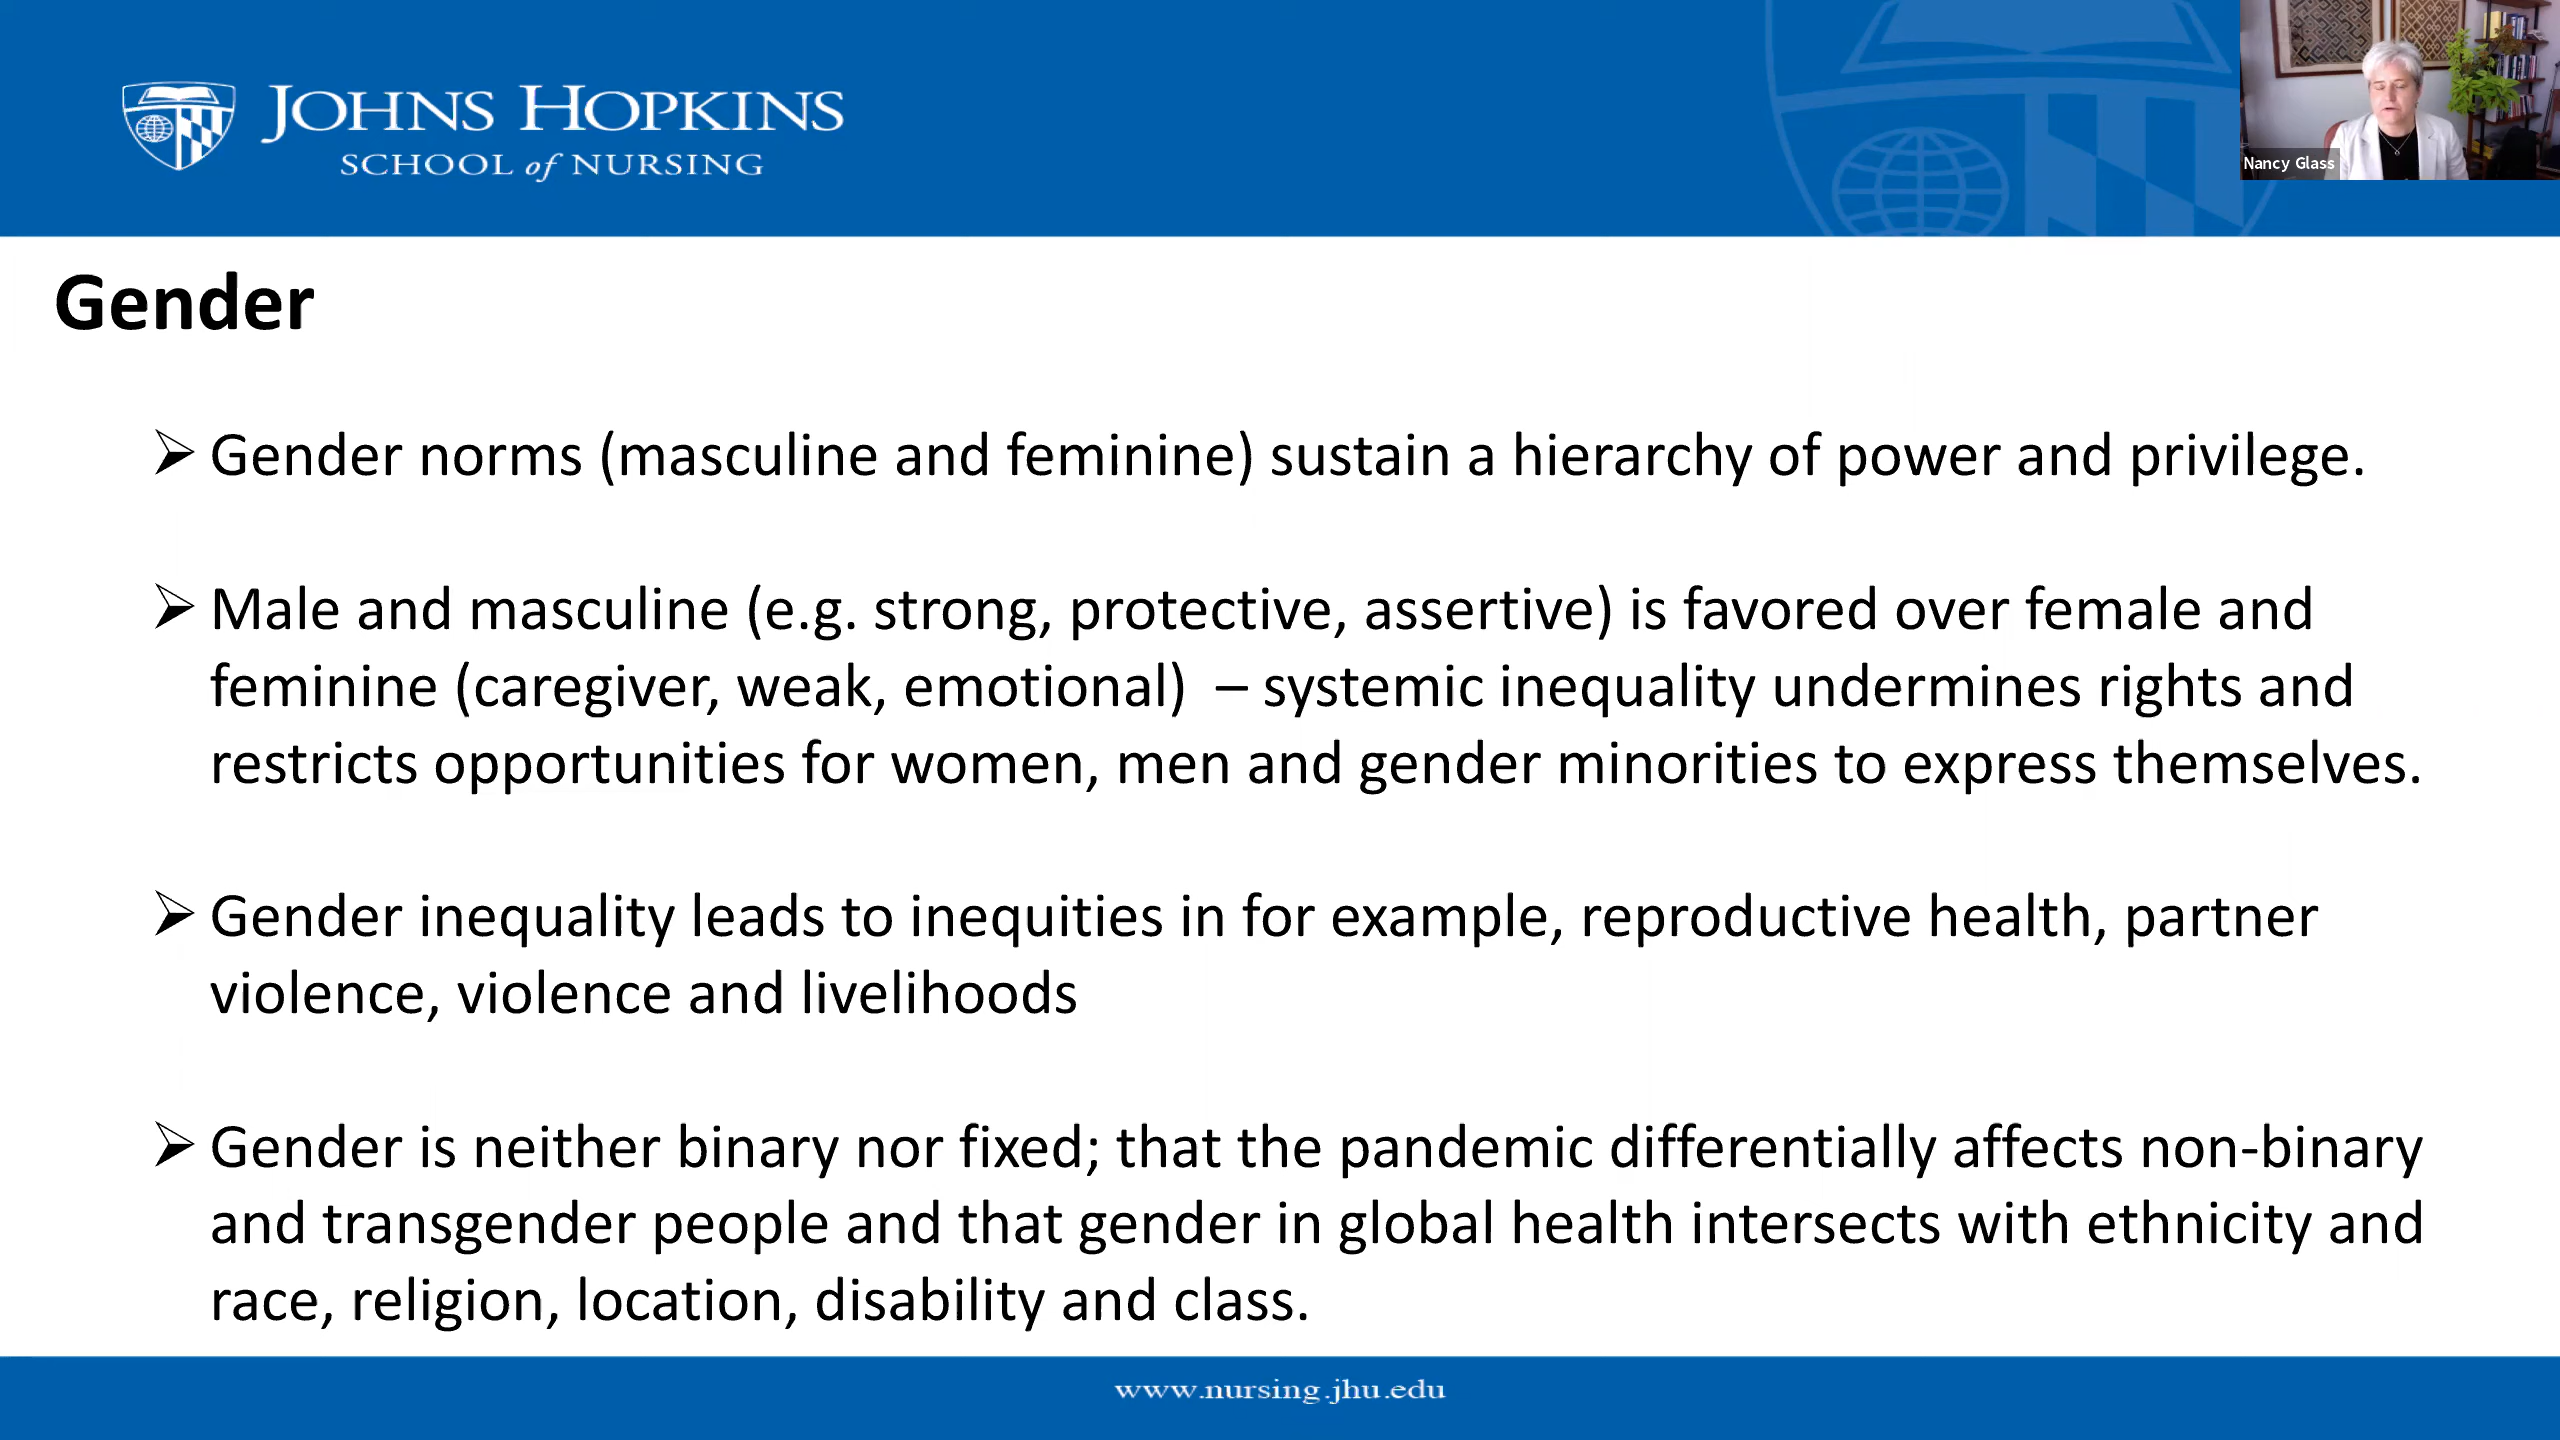 JOHNS HOPKINS
SCHOOL of NURSING
Nancy Glass
Gender
➢ Gender norms (masculine and feminine) sustain a hierarchy of power and privilege.
➢ Male and masculine (e.g. strong, protective, assertive) is favored over female and
feminine (caregiver, weak, emotional) – systemic inequality undermines rights and
restricts opportunities for women, men and gender minorities to express themselves.
➢ Gender inequality leads to inequities in for example, reproductive health, partner
violence, violence and livelihoods
➢ Gender is neither binary nor fixed; that the pandemic differentially affects non-binary
and transgender people and that gender in global health intersects with ethnicity and
race, religion, location, disability and class.
www.nursing.jhu.edu